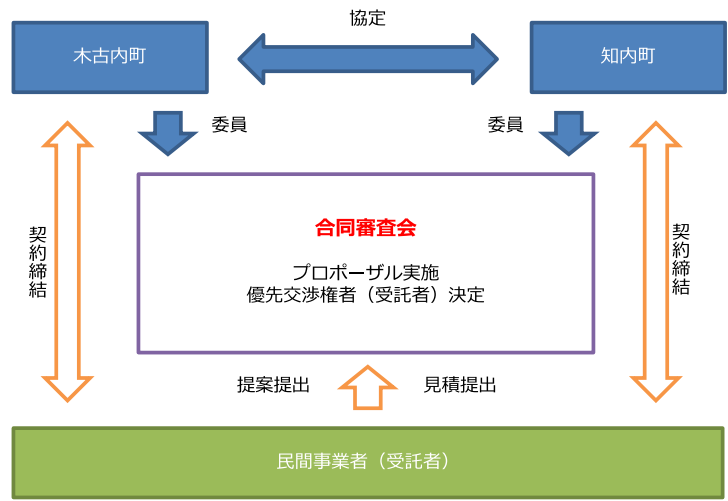 協定
木古内町
知内町
委員
委員
契約締結
合同審査会
プロポーザル実施
優先交渉権者（受託者）決定
契約締結
提案提出
見積提出
民間事業者（受託者）